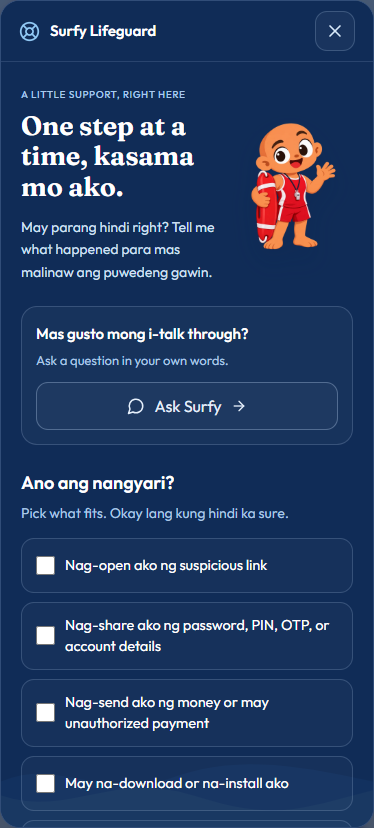 Surfy Lifeguard
A LITTLE SUPPORT, RIGHT HERE
One step at a
time, kasama
mo ako.
May parang hindi right? Tell me
what happened para mas
malinaw ang puwedeng gawin.
Mas gusto mong i-talk through?
Ask a question in your own words.
Ask Surfy
Ano ang nangyari?
Pick what fits. Okay lang kung hindi ka sure.
Nag-open ako ng suspicious link
Nag-share ako ng password, PIN, OTP, or
account details
Nag-send ako ng money or may
unauthorized payment
May na-download or na-install ako